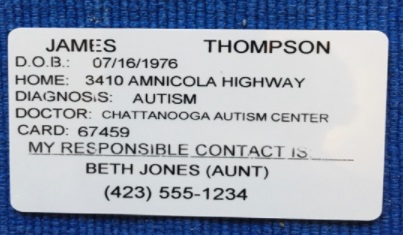 JAMES THOMPSON
D.O.B.: 07/16/1976
HOME: 3410 AMNICOLA HIGHWAY
DIAGNOSIS: AUTISM
DOCTOR: CHATTANOOGA AUTISM CENTER
CARD: 67459
MY RESPONSIBLE CONTACT IS
BETH JONES (AUNT)
(423) 555-1234